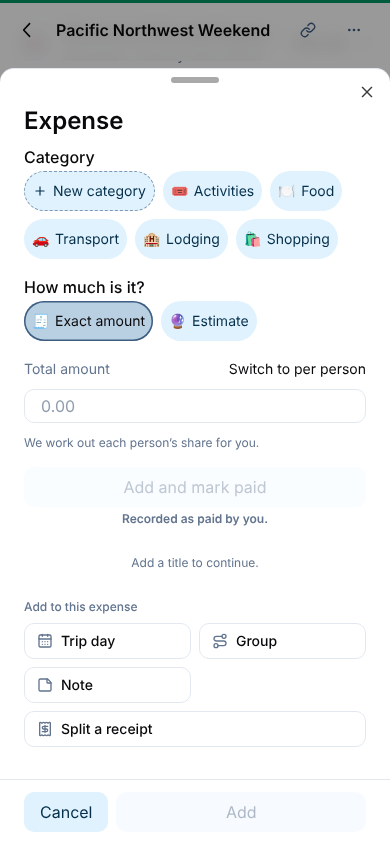 Pacific Northwest Weekend
Expense
Category
+ New category
Activities
Food
Transport
Lodging
Shopping
How much is it?
Exact amount
Estimate
Total amount
Switch to per person
0.00
We work out each person's share for you.
Add and mark paid
Recorded as paid by you.
Add a title to continue.
Add to this expense
Trip day
Group
Note
Split a receipt
Cancel
Add